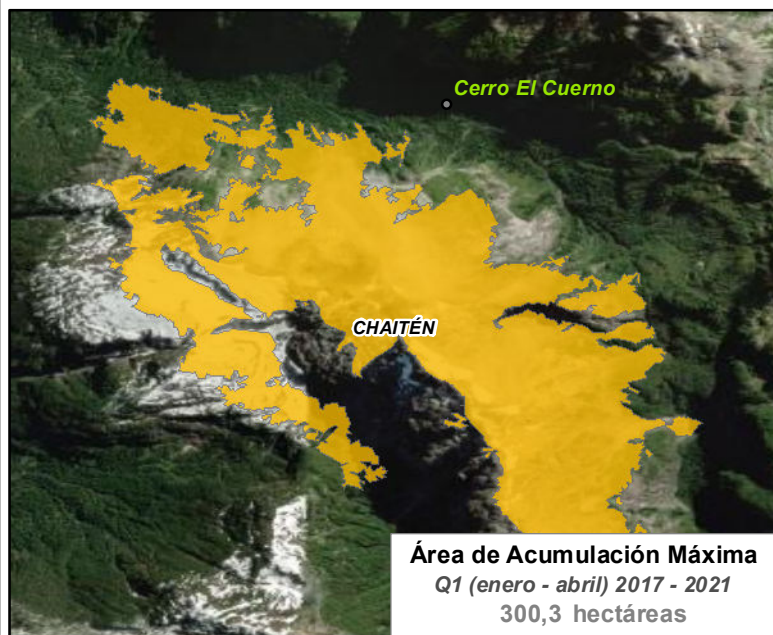 Cerro El Cuerno
CHAITÉN
Área de Acumulación Máxima
Q1 (enero - abril) 2017 - 2021
300,3 hectáreas